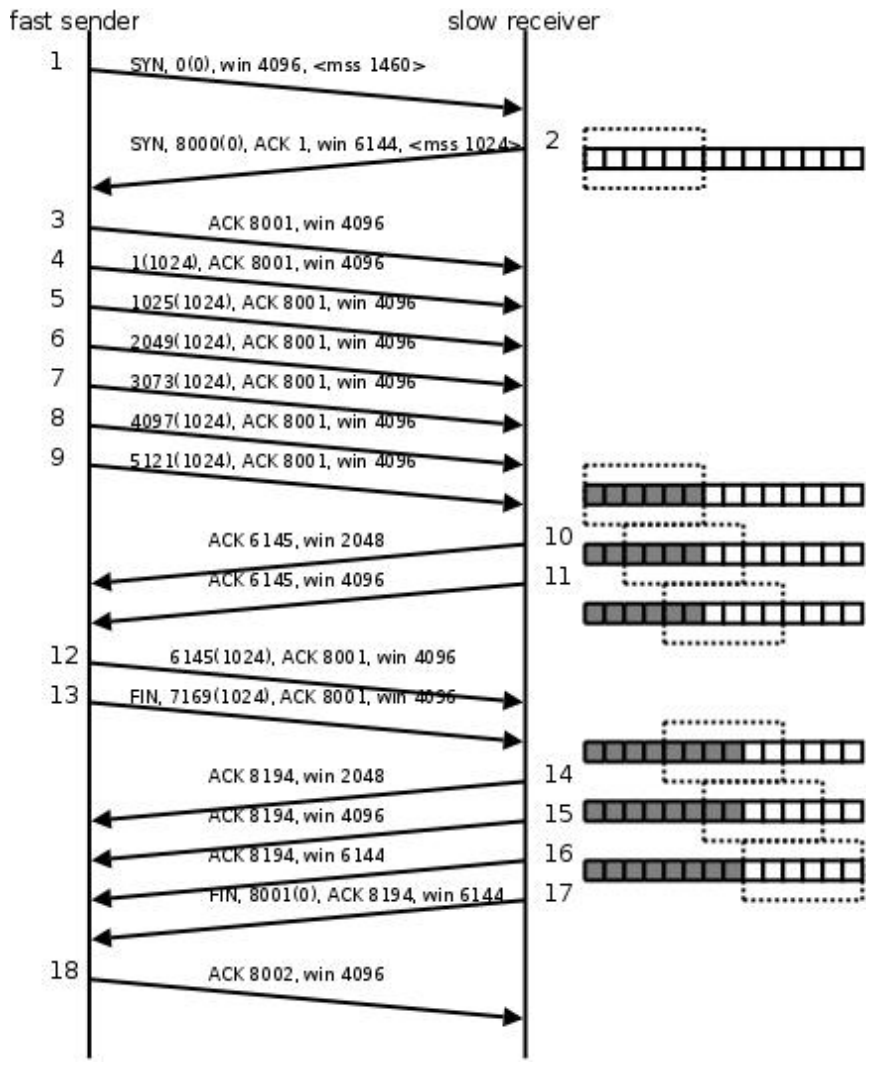 fast sender slow receiver
1 SYN, 0(0), win 4096, <mss 1460>
SYN, 8000(0), ACK 1, win 6144, <mss 1024> 2
3 ACK 8001, win 4096
4 1(1024), ACK 8001, win 4096
5 1025(1024), ACK 8001, win 4096
6 2049(1024), ACK 8001, win 4096
7 3073(1024), ACK 8001, win 4096
8 4097(1024), ACK 8001, win 4096
9 5121(1024), ACK 8001, win 4096
ACK 6145, win 2048 10
ACK 6145, win 4096 11
12 6145(1024), ACK 8001, win 4096
13 FIN, 7169(1024), ACK 8001, win 4096
ACK 8194, win 2048 14
ACK 8194, win 4096 15
ACK 8194, win 6144 16
FIN, 8001(0), ACK 8194, win 6144 17
18 ACK 8002, win 4096